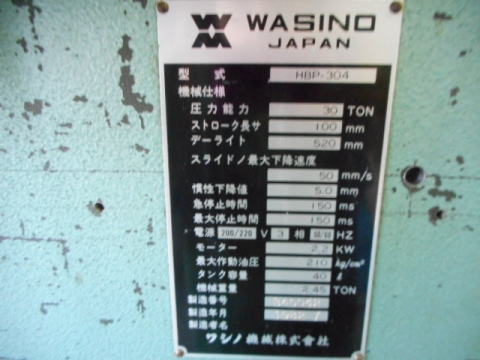 WASINO
JAPAN
型式 HBP-304
機械仕様
圧力能力 30 TON
ストローク長サ 100 mm
デーライト 520 mm
スライドノ最大下降速度
50 mm/s
慣性下降値 5.0 mm
急停止時間 150 ms
最大停止時間 150 ms
電源 200/220 V 3 相 HZ
モーター 2.2 KW
最大作動油圧 210 kg/cm²
タンク容量 40 ℓ
機械重量 2.45 TON
製造番号
製造年月 1982
製造者名
ワシノ機械株式会社